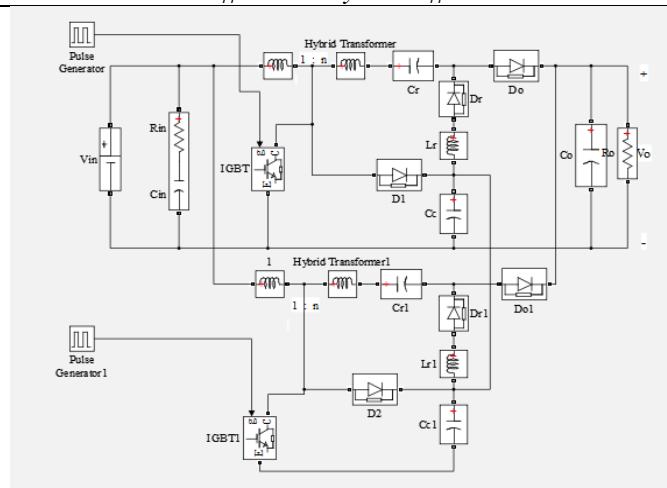 Hybrid Transformer
1 : n
Pulse
Generator
Cr
Do
+
Dr
Rin
Vin
Lr
Co
Ro
Vo
IGBT
g
C
E
Cin
D1
Cc
-
1
Hybrid Transformer1
1 : n
Cr1
Do1
Dr1
Pulse
Generator1
Lr1
D2
IGBT1
g
C
E
Cc1